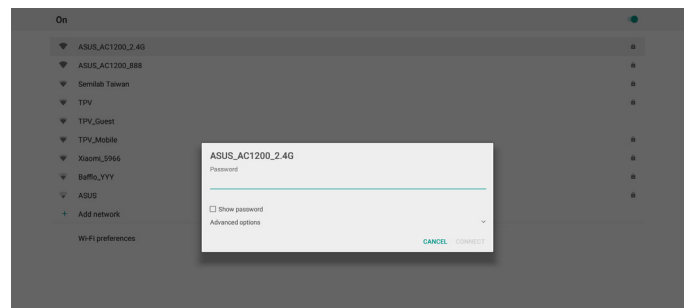 On
ASUS_AC1200_2.4G
ASUS_AC1200_888
Semilab Taiwan
TPV
TPV_Guest
TPV_Mobile
Xiaomi_5966
Baffio_YYY
ASUS
+ Add network
Wi-Fi preferences
ASUS_AC1200_2.4G
Password
Show password
Advanced options
CANCEL CONNECT